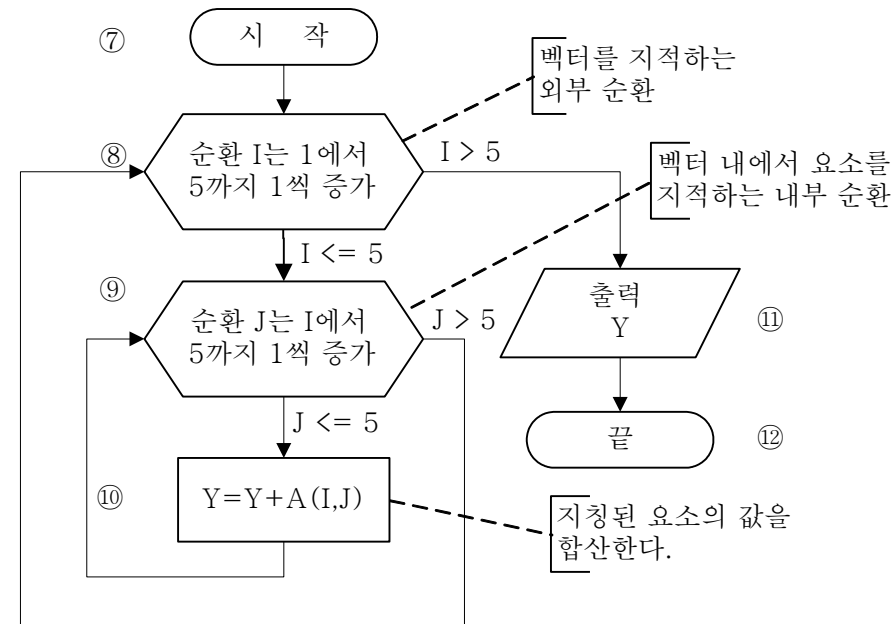 ⑦
시 작
벡터를 지적하는
외부 순환
⑧
순환 I는 1에서
5까지 1씩 증가
I > 5
벡터 내에서 요소를
지적하는 내부 순환
I <= 5
⑨
순환 J는 I에서
5까지 1씩 증가
J > 5
출력
Y
⑪
J <= 5
끝
⑫
⑩
Y=Y+A(I,J)
지칭된 요소의 값을
합산한다.